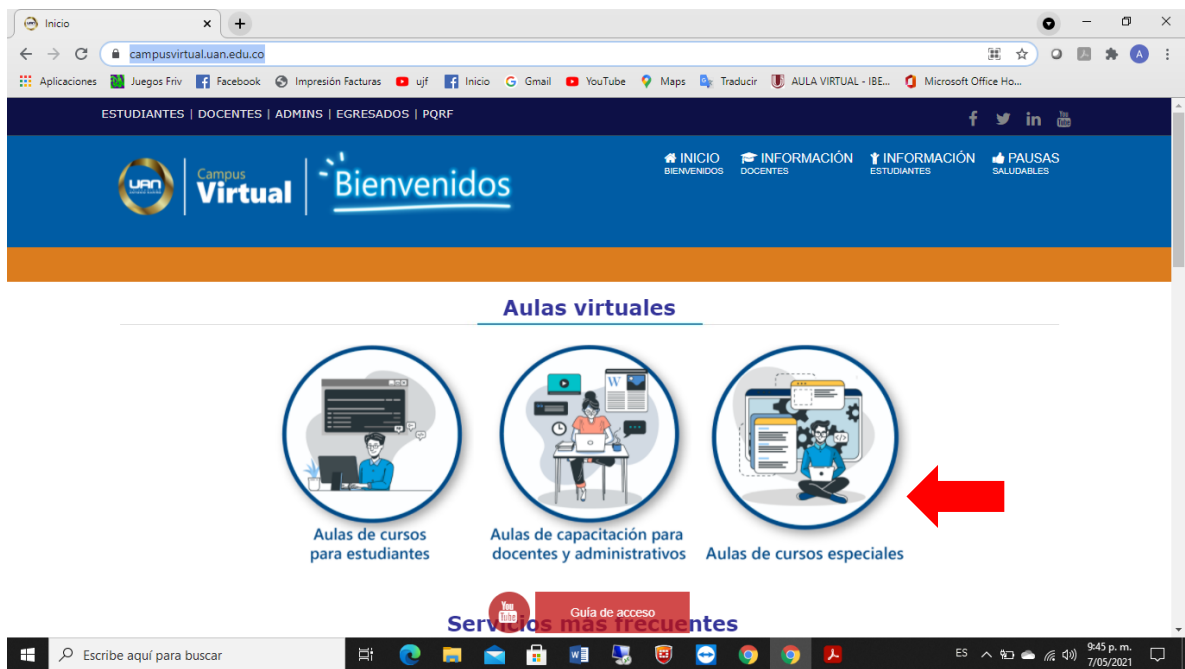 Inicio
campusvirtual.uan.edu.co
Aplicaciones Juegos Friv Facebook Impresión Facturas ujf Inicio Gmail YouTube Maps Traducir AULA VIRTUAL - IBE... Microsoft Office Ho...
ESTUDIANTES | DOCENTES | ADMINS | EGRESADOS | PQRF
UAN
Campus
Virtual
Bienvenidos
INICIO
BIENVENIDOS
INFORMACIÓN
DOCENTES
INFORMACIÓN
ESTUDIANTES
PAUSAS
SALUDABLES
Aulas virtuales
Aulas de cursos
para estudiantes
Aulas de capacitación para
docentes y administrativos
Aulas de cursos especiales
You Tube
Guía de acceso
Servicios más frecuentes
Escribe aquí para buscar
ES
9:45 p. m.
7/05/2021